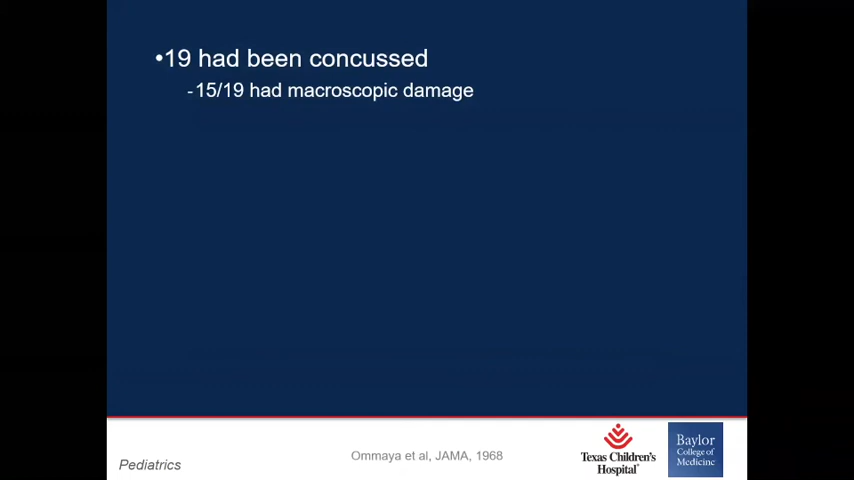 •19 had been concussed
-15/19 had macroscopic damage
Pediatrics
Ommaya et al, JAMA, 1968
Texas Children's
Hospital®
Baylor
College of
Medicine